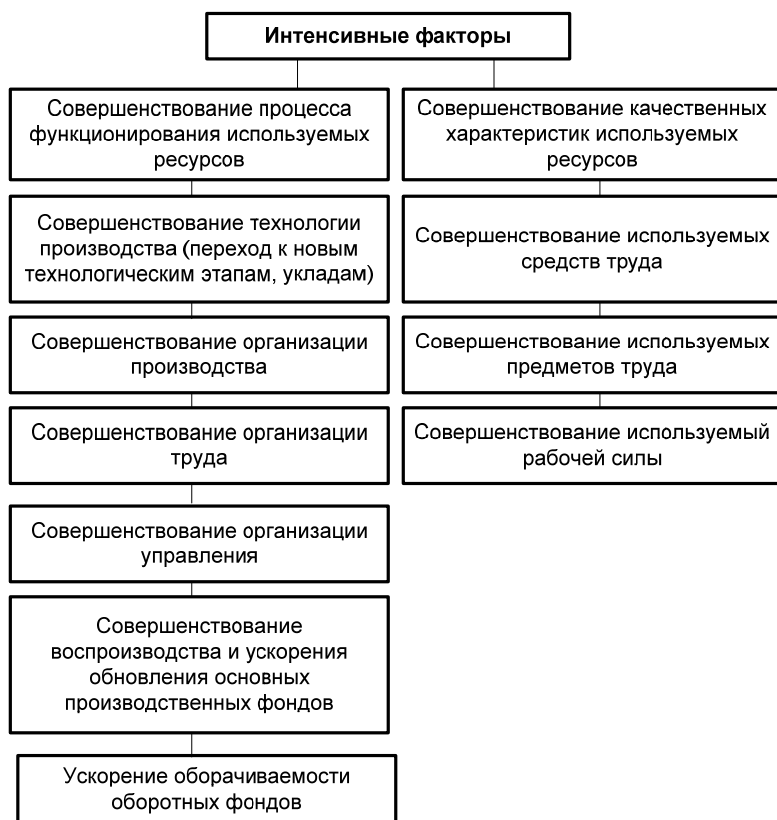 Интенсивные факторы
Совершенствование процесса
функционирования используемых
ресурсов
Совершенствование технологии
производства (переход к новым
технологическим этапам, укладам)
Совершенствование организации
производства
Совершенствование организации
труда
Совершенствование организации
управления
Совершенствование
воспроизводства и ускорения
обновления основных
производственных фондов
Ускорение оборачиваемости
оборотных фондов
Совершенствование качественных
характеристик используемых
ресурсов
Совершенствование используемых
средств труда
Совершенствование используемых
предметов труда
Совершенствование используемый
рабочей силы